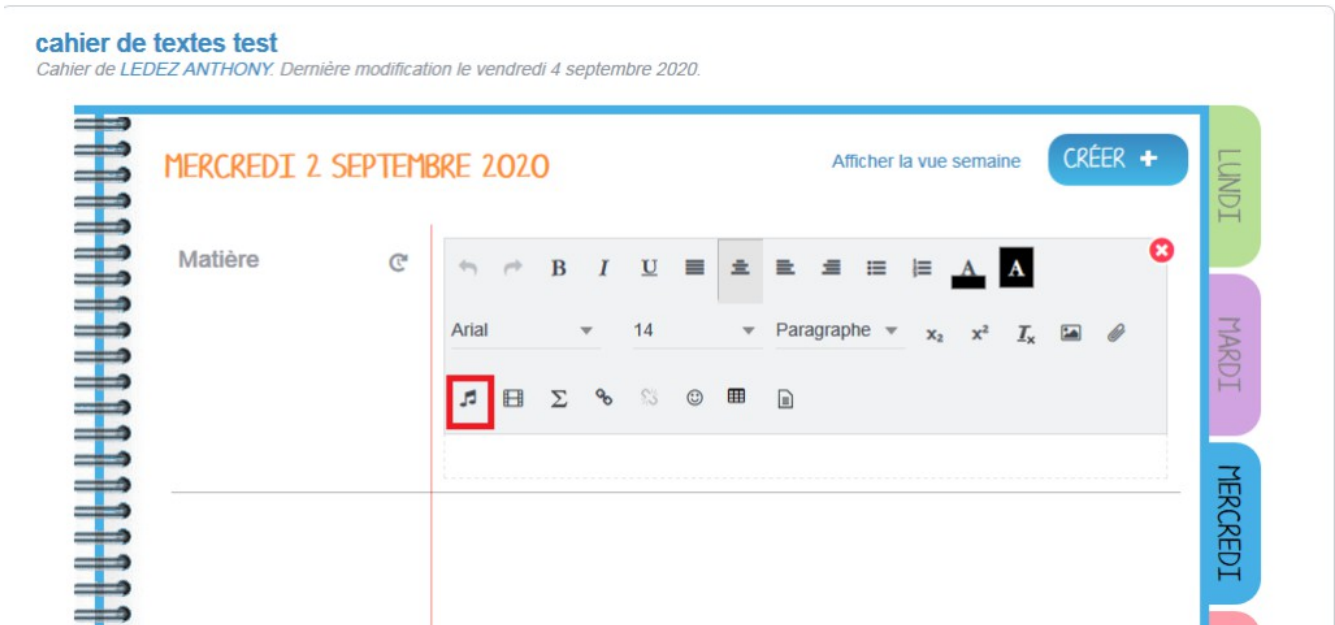 cahier de textes test
Cahier de LEDEZ ANTHONY. Dernière modification le vendredi 4 septembre 2020.
MERCREDI 2 SEPTEMBRE 2020
Afficher la vue semaine
CRÉER +
LUNDI
Matière
B I U A A
Arial 14 Paragraphe x₂ x² Ix
MARDI
Σ
MERCREDI